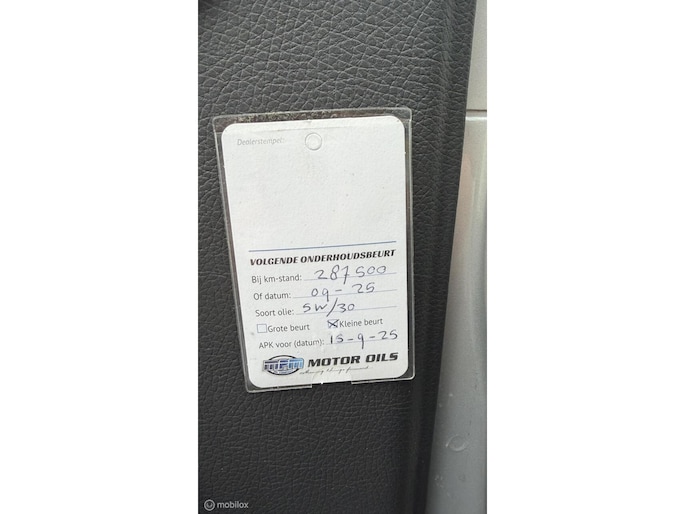 Dealerstempel:
VOLGENDE ONDERHOUDSBEURT
Bij km-stand: 287500
Of datum: 09-25
Soort olie: 5W/30
Grote beurt Kleine beurt
APK voor (datum): 15-9-25
MPM MOTOR OILS
mobilox